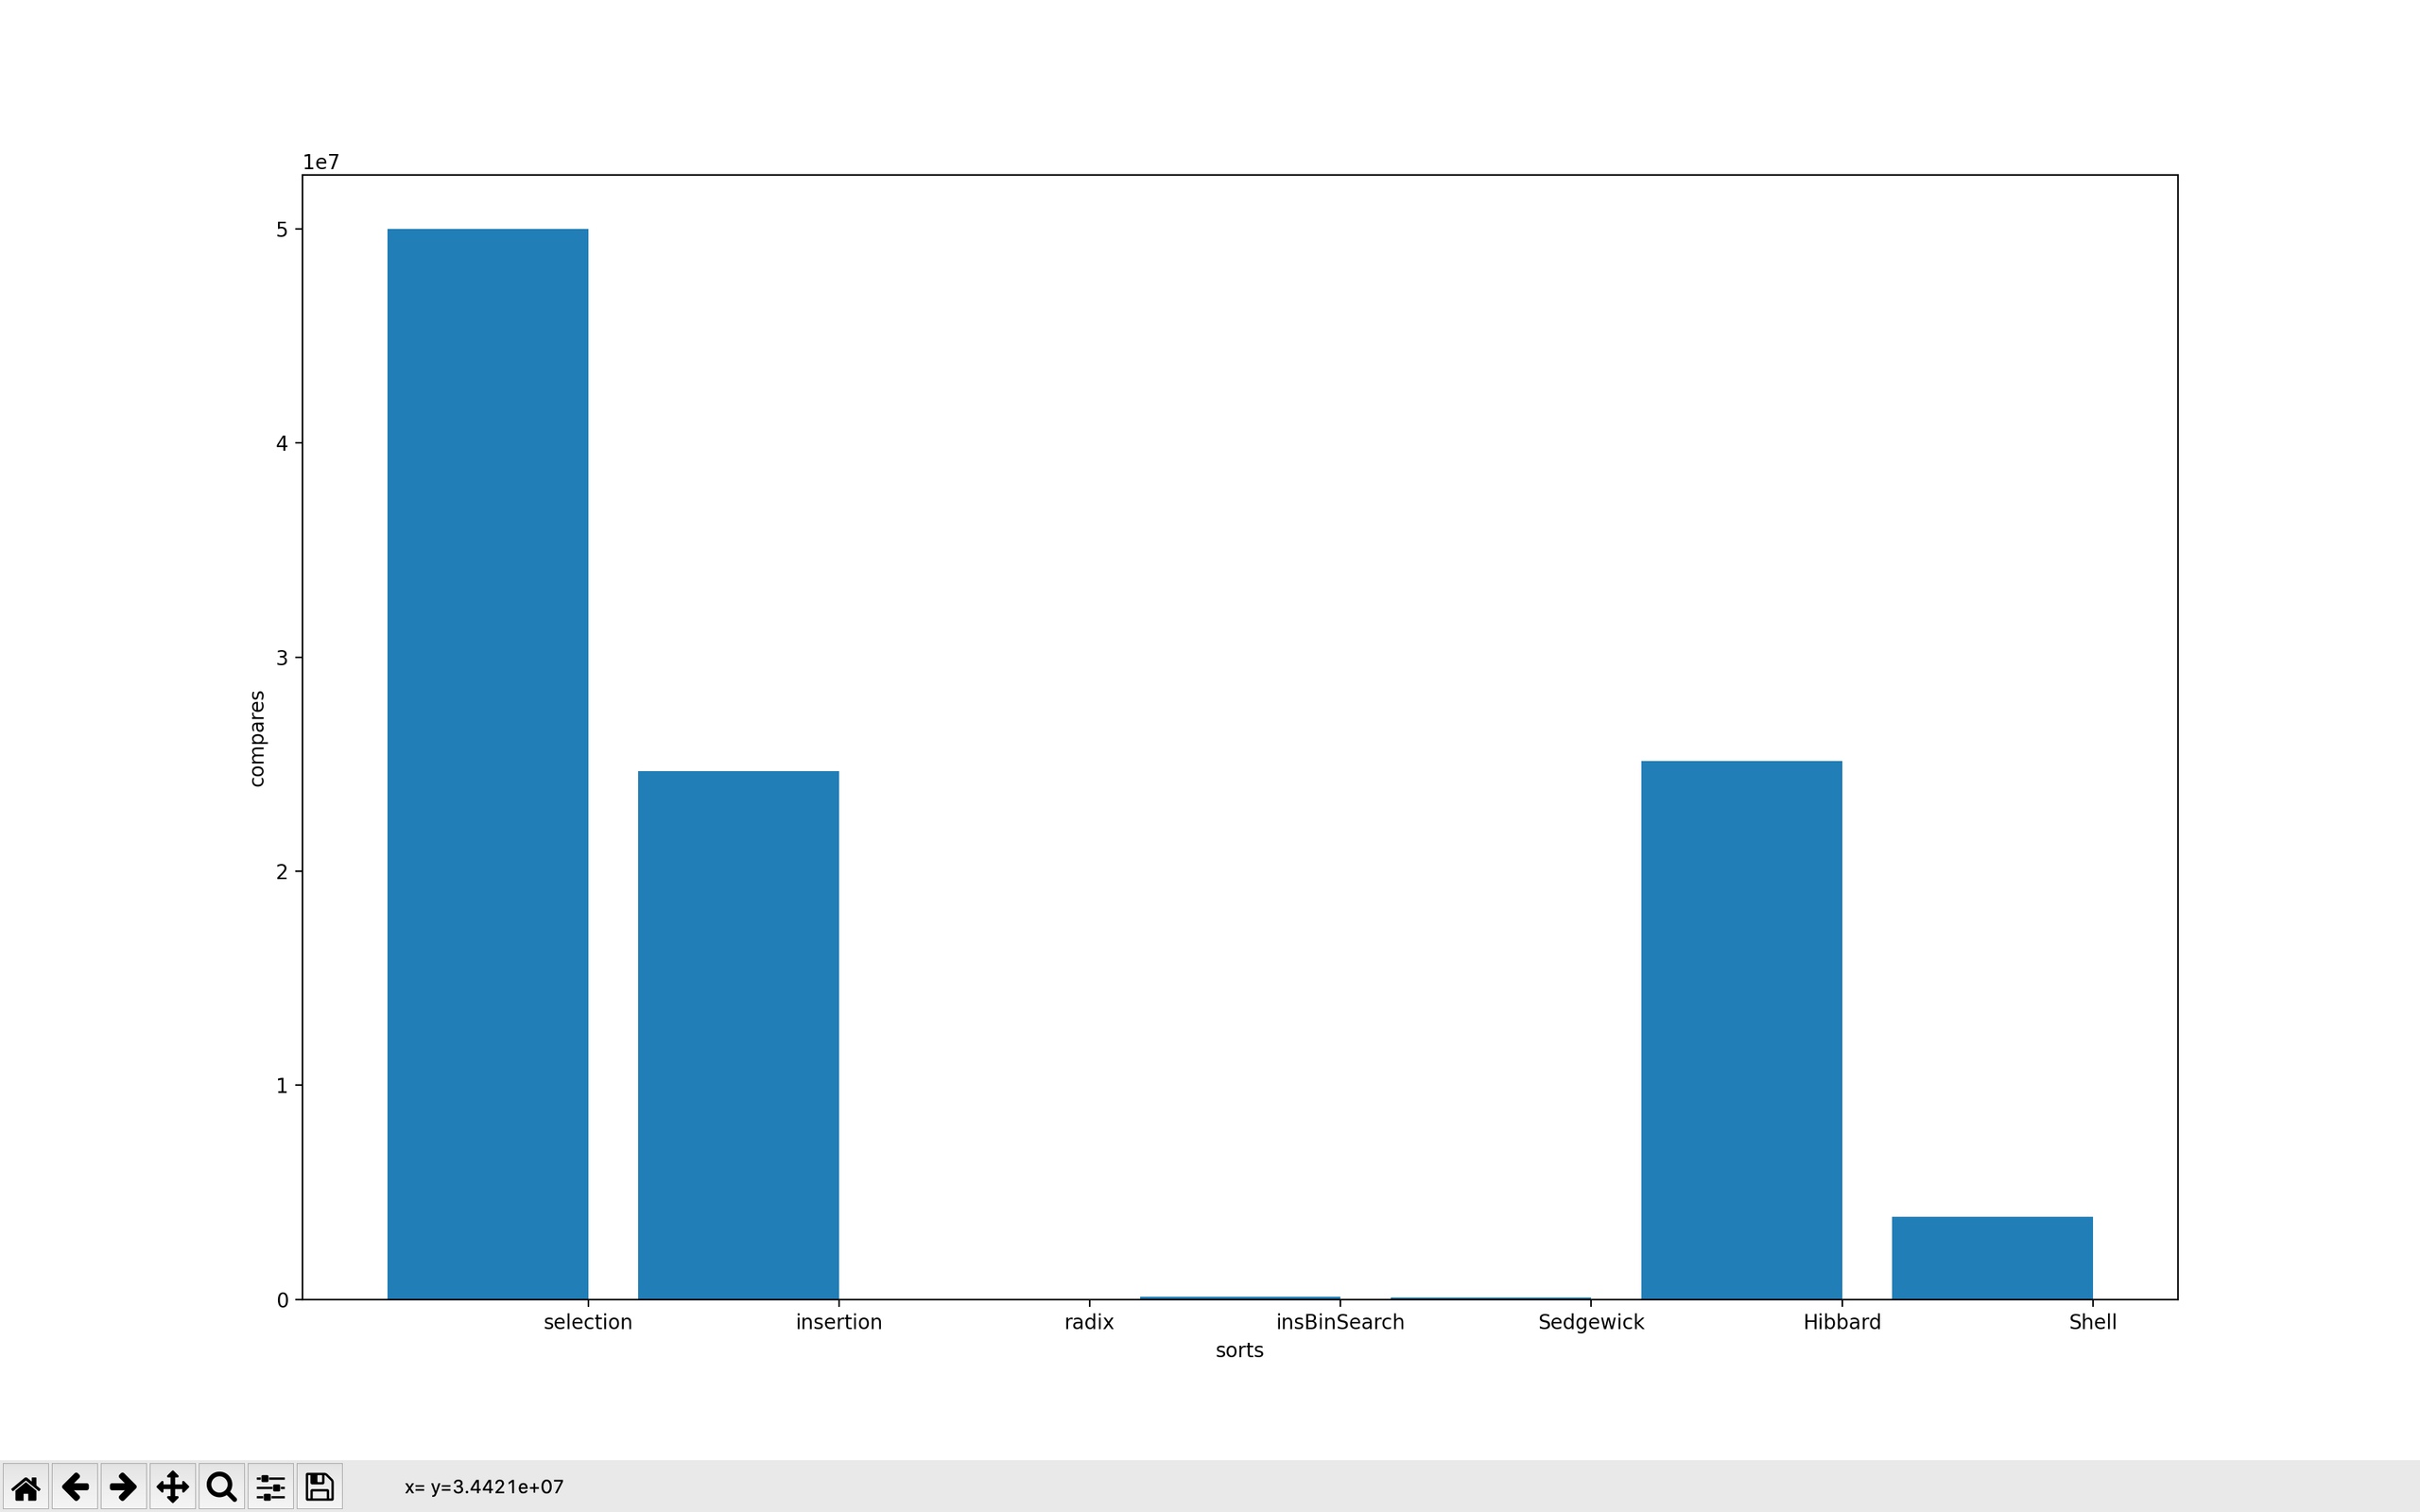 1e7
5
4
3
2
1
0
compares
selection insertion radix insBinSearch Sedgewick Hibbard Shell
sorts
x= y=3.4421e+07